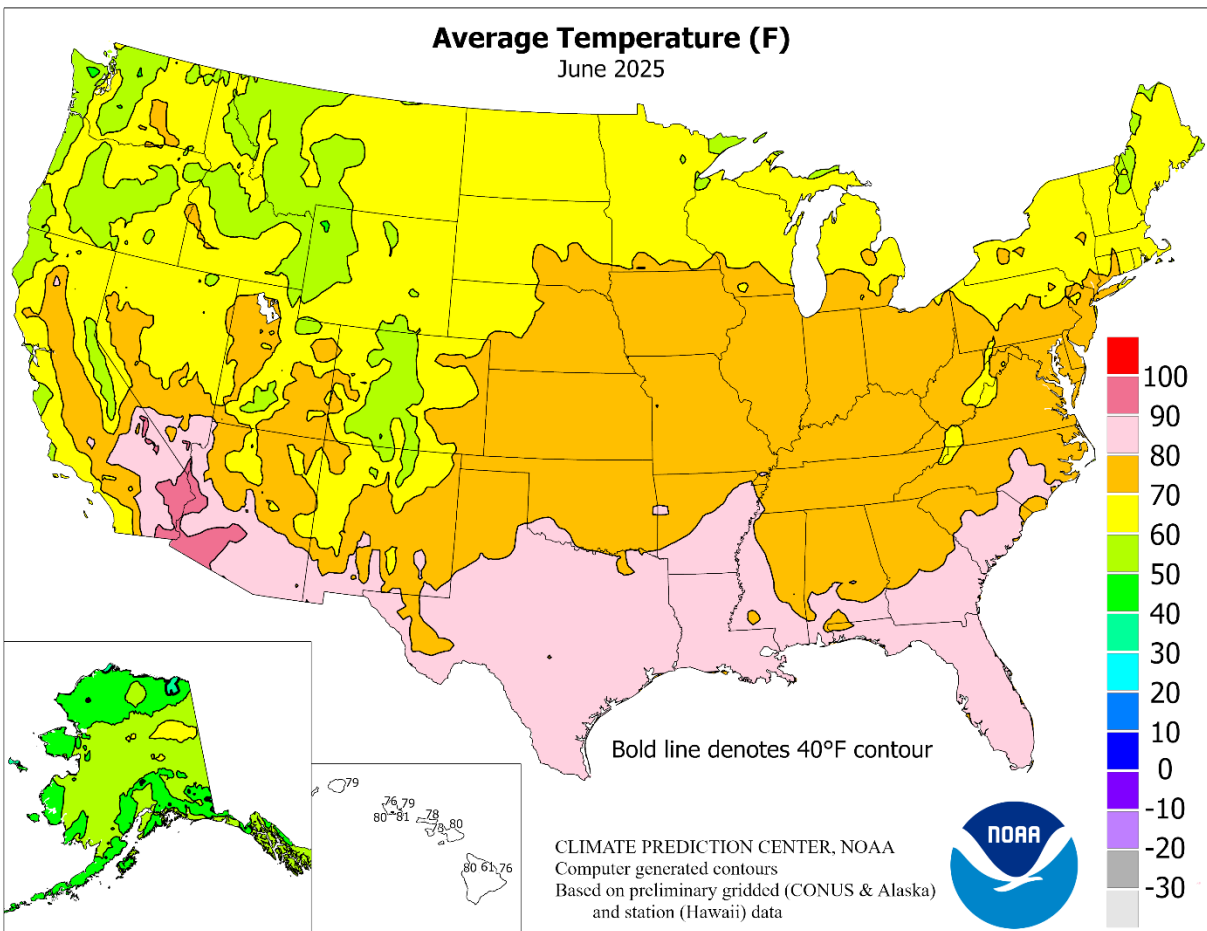 Average Temperature (F)
June 2025
100
90
80
70
60
50
40
30
20
10
0
-10
-20
-30
Bold line denotes 40°F contour
79
76 79
80 81
78
78 80
80 61 76
CLIMATE PREDICTION CENTER, NOAA
Computer generated contours
Based on preliminary gridded (CONUS & Alaska)
and station (Hawaii) data
NOAA